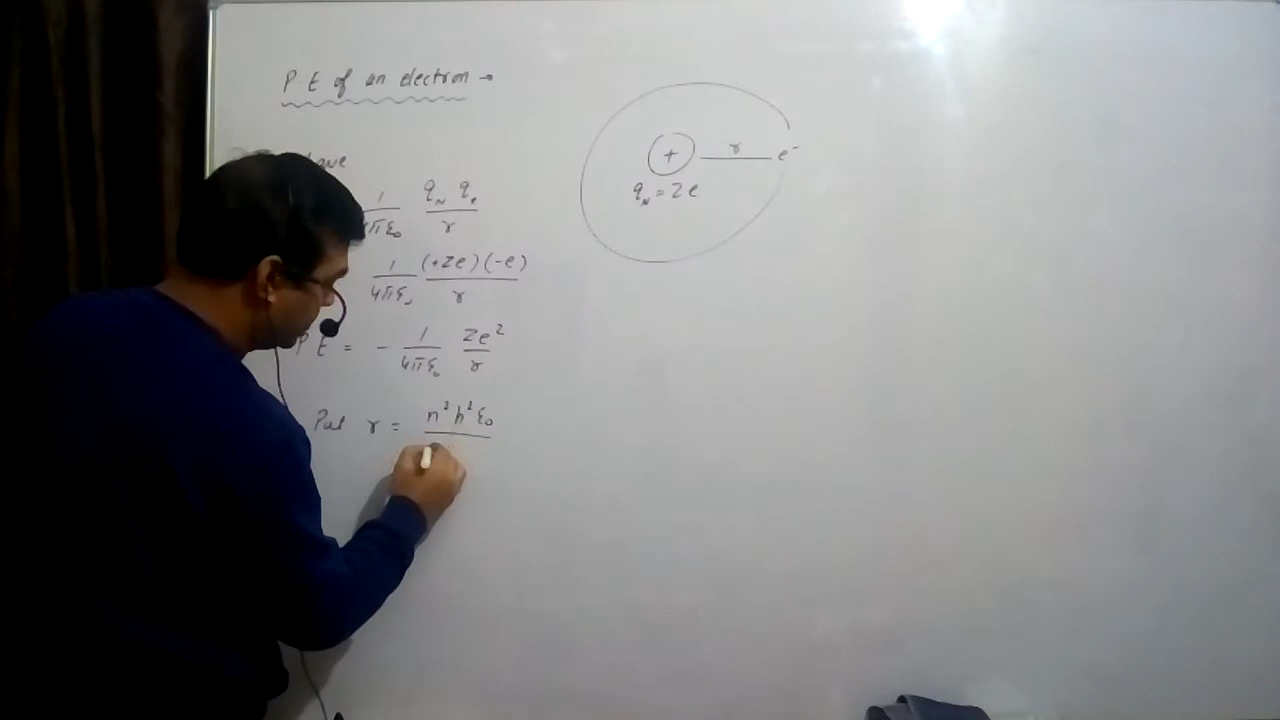 P E of an electron →
1/4πε₀ q_N q_e/r
1/4πε₀ (+Ze)(-e)/r
P E = - 1/4πε₀ Ze²/r
Put r = n²h²ε₀
+ r e⁻
q_N = Ze